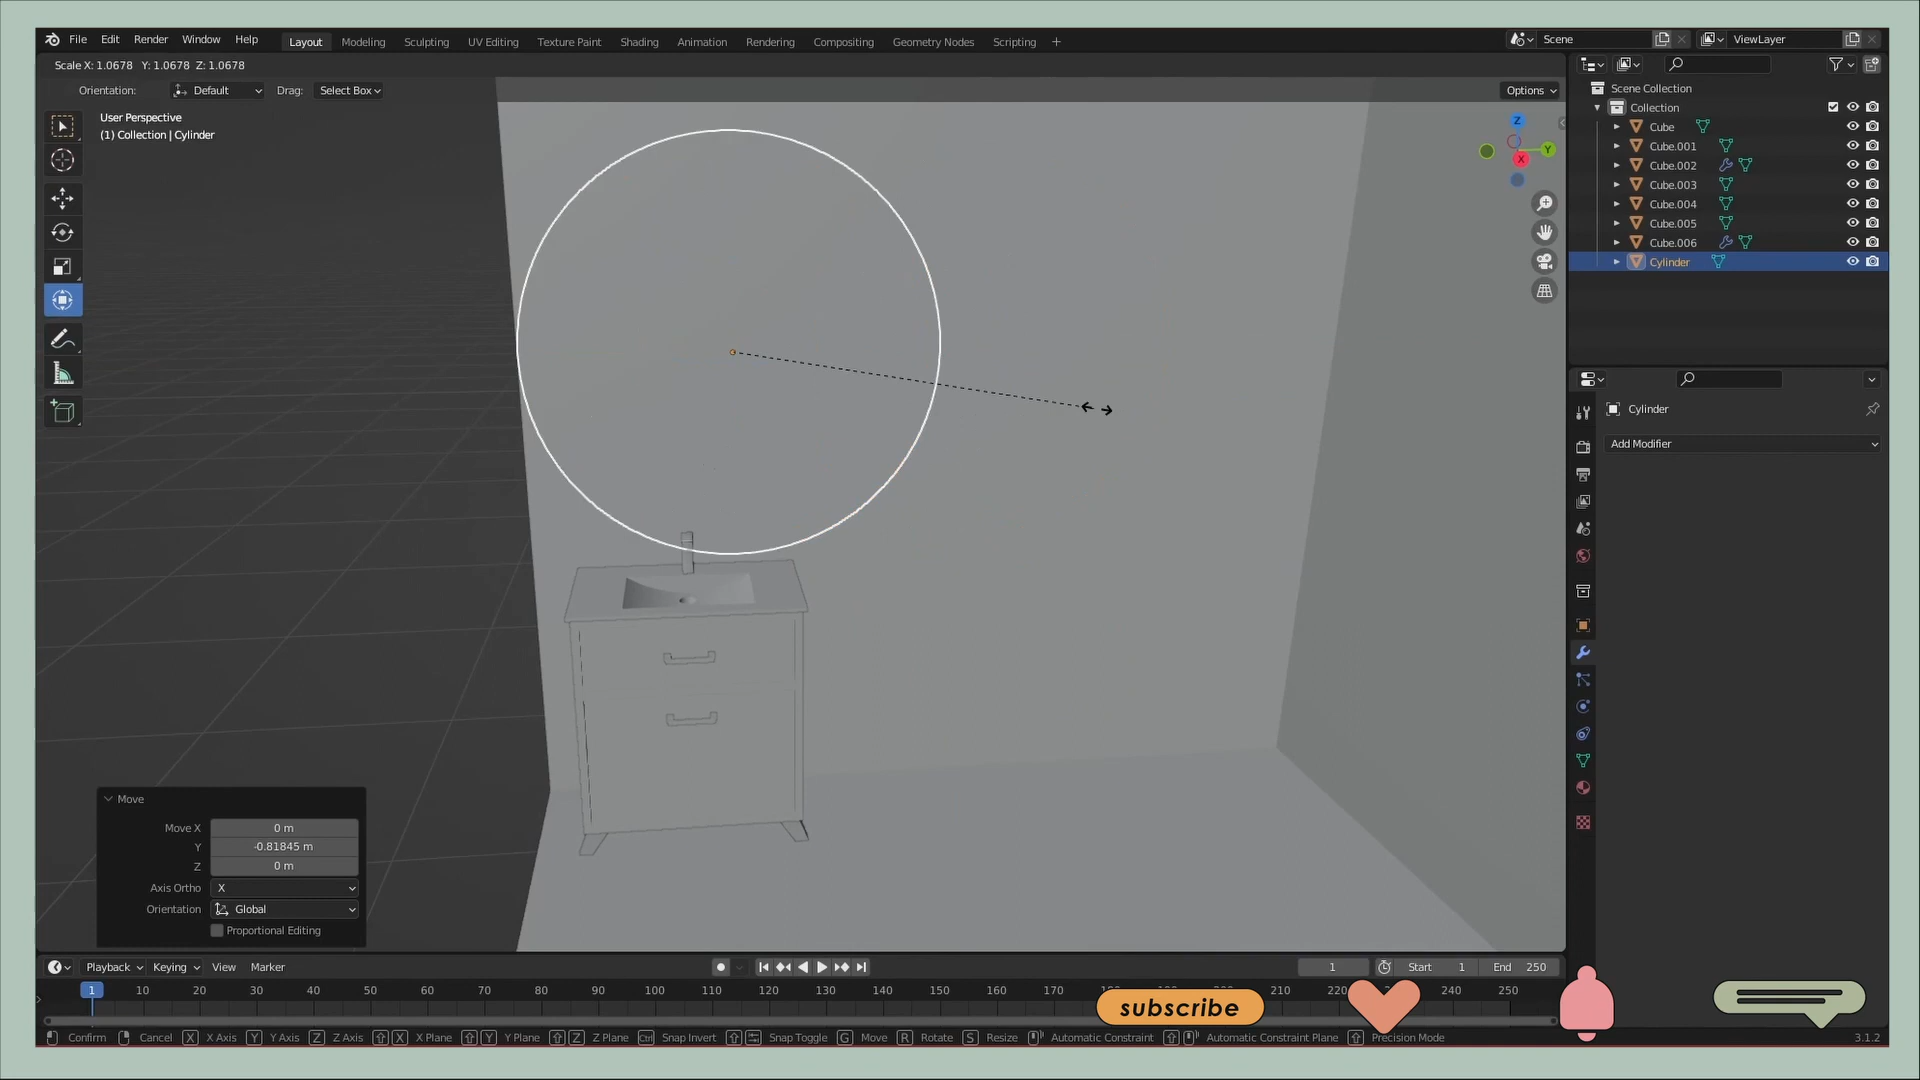 File Edit Render Window Help Layout Modeling Sculpting UV Editing Texture Paint Shading Animation Rendering Compositing Geometry Nodes Scripting + Scene ViewLayer
Scale X: 1.0678 Y: 1.0678 Z: 1.0678
Orientation: Default Drag: Select Box Options
User Perspective
(1) Collection | Cylinder
Z
Y
X
Scene Collection
Collection
Cube
Cube.001
Cube.002
Cube.003
Cube.004
Cube.005
Cube.006
Cylinder
Cylinder
Add Modifier
Move
Move X 0 m
Y -0.81845 m
Z 0 m
Axis Ortho X
Orientation Global
Proportional Editing
Playback Keying View Marker 1 Start 1 End 250
1 10 20 30 40 50 60 70 80 90 100 110 120 130 140 150 160 170 180 190 200 210 220 230 240 250
subscribe
Confirm Cancel X X Axis Y Y Axis Z Z Axis X X Plane Y Y Plane Z Z Plane Ctrl Snap Invert Snap Toggle G Move R Rotate S Resize Automatic Constraint Automatic Constraint Plane Precision Mode 3.1.2